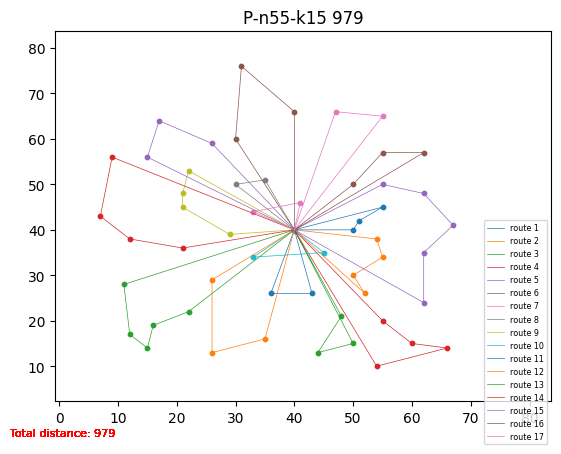 P-n55-k15 979
80
70
60
50
40
30
20
10
0 10 20 30 40 50 60 70 80
route 1
route 2
route 3
route 4
route 5
route 6
route 7
route 8
route 9
route 10
route 11
route 12
route 13
route 14
route 15
route 16
route 17
Total distance: 979